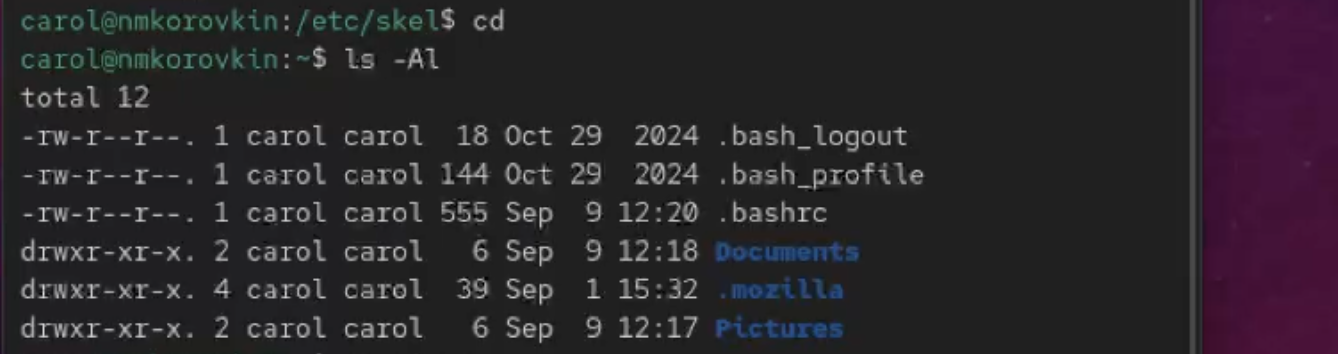 carol@nmkorovkin:/etc/skel$ cd
carol@nmkorovkin:~$ ls -Al
total 12
-rw-r--r--. 1 carol carol  18 Oct 29  2024 .bash_logout
-rw-r--r--. 1 carol carol 144 Oct 29  2024 .bash_profile
-rw-r--r--. 1 carol carol 555 Sep  9 12:20 .bashrc
drwxr-xr-x. 2 carol carol   6 Sep  9 12:18 Documents
drwxr-xr-x. 4 carol carol  39 Sep  1 15:32 .mozilla
drwxr-xr-x. 2 carol carol   6 Sep  9 12:17 Pictures